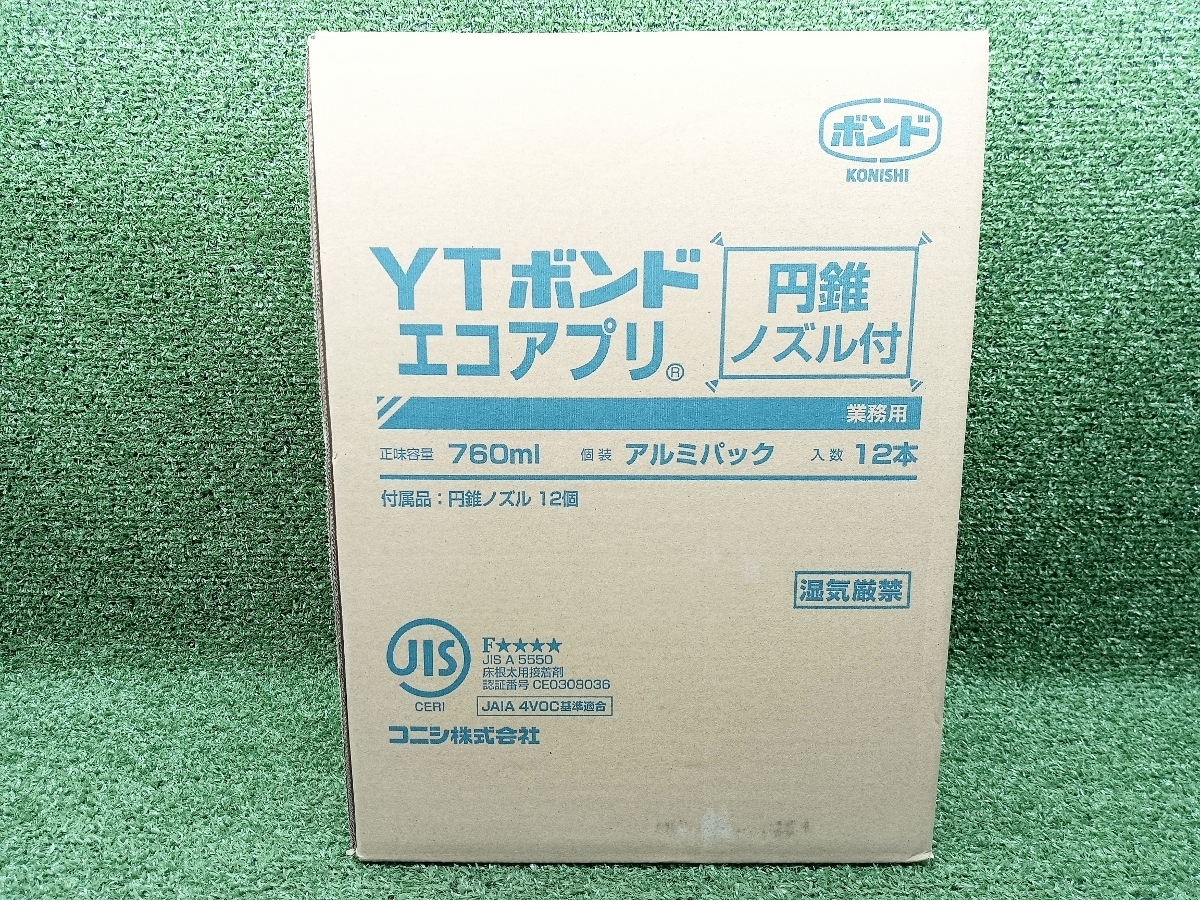 ボンド
KONISHI
YTボンド
エコアプリ®
円錐
ノズル付
業務用
正味容量 760ml 個装 アルミパック 入数 12本
付属品：円錐ノズル 12個
湿気厳禁
JIS
CERI
F★★★★
JIS A 5550
床根太用接着剤
認証番号 CE0308036
JAIA 4VOC基準適合
コニシ株式会社